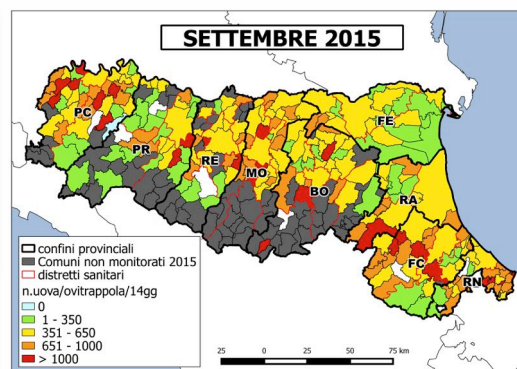 SETTEMBRE 2015
PC
PR
RE
MO
BO
FE
RA
FC
RN
confini provinciali
Comuni non monitorati 2015
distretti sanitari
n.uova/ovitrappola/14gg
0
1 - 350
351 - 650
651 - 1000
> 1000
25 0 25 50 75 km